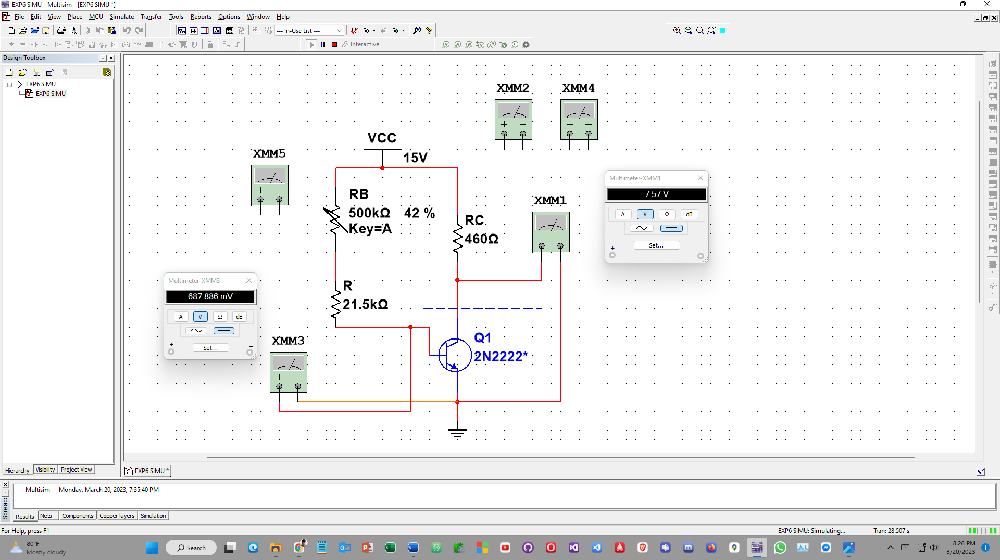 EXP6 SIMU - Multisim - [EXP6 SIMU *]
File Edit View Place MCU Simulate Transfer Tools Reports Options Window Help
--- In-Use List ---
Interactive
Design Toolbox
EXP6 SIMU
EXP6 SIMU
XMM2
XMM4
VCC
15V
XMM5
RB
500kΩ 42 %
Key=A
RC
460Ω
XMM1
Multimeter-XMM1
7.57 V
A V Ω dB
Set...
+ −
R
21.5kΩ
Multimeter-XMM3
687.886 mV
A V Ω dB
Set...
+ −
XMM3
Q1
2N2222*
Hierarchy Visibility Project View
EXP6 SIMU *
Multisim - Monday, March 20, 2023, 7:35:40 PM
Spread:
Results Nets Components Copper layers Simulation
For Help, press F1
EXP6 SIMU: Simulating...
Tran: 28.507 s
80°F
Mostly cloudy
Search
8:26 PM
3/20/2023
1